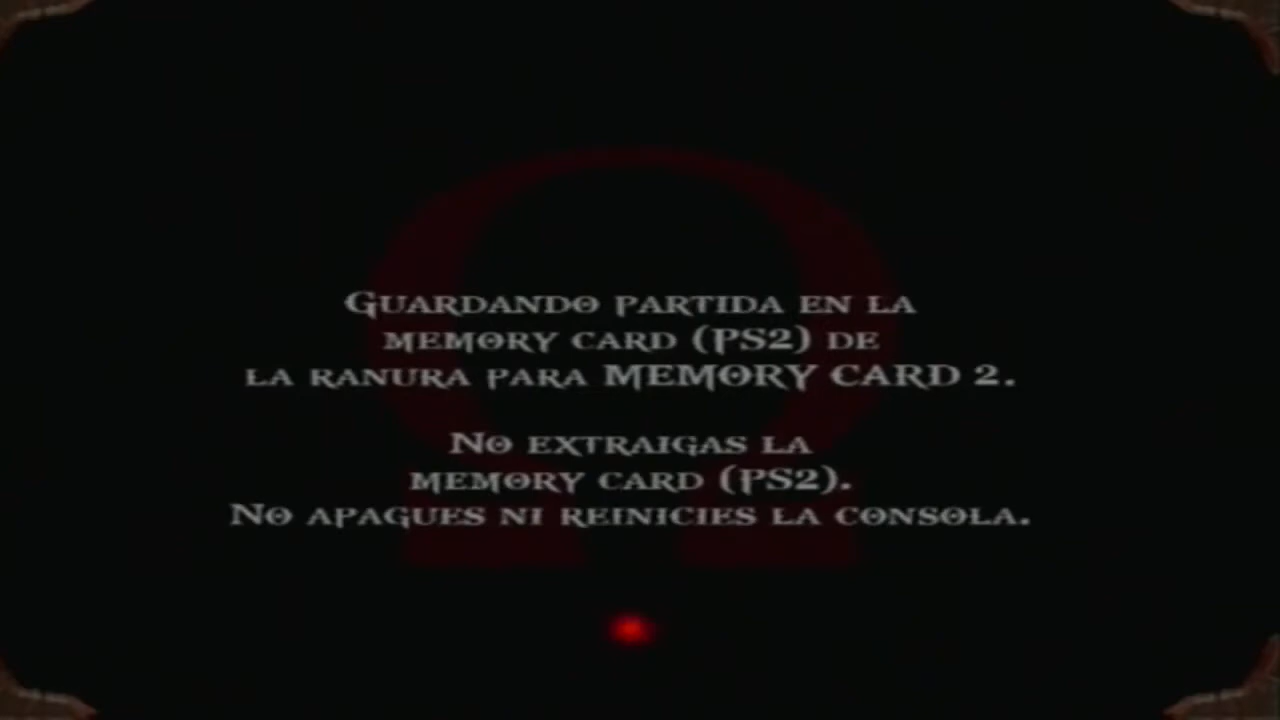 Guardando partida en la
memory card (PS2) de
la ranura para MEMORY CARD 2.
No extraigas la
memory card (PS2).
No apagues ni reinicies la consola.